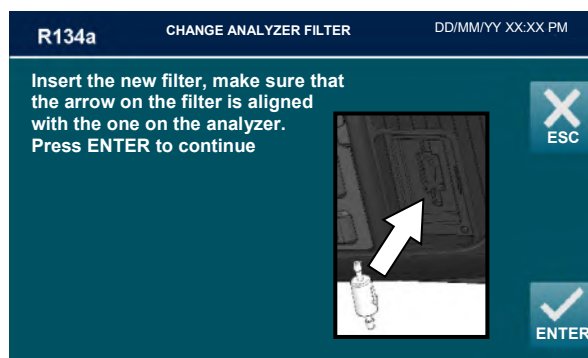 R134a CHANGE ANALYZER FILTER DD/MM/YY XX:XX PM
Insert the new filter, make sure that
the arrow on the filter is aligned
with the one on the analyzer.
Press ENTER to continue
ESC
ENTER